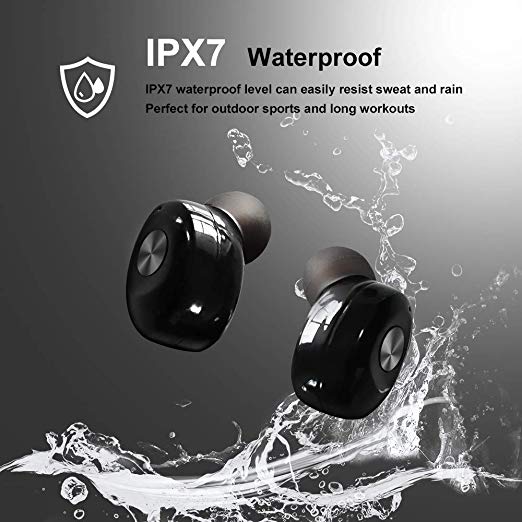 IPX7 Waterproof
IPX7 waterproof level can easily resist sweat and rain
Perfect for outdoor sports and long workouts